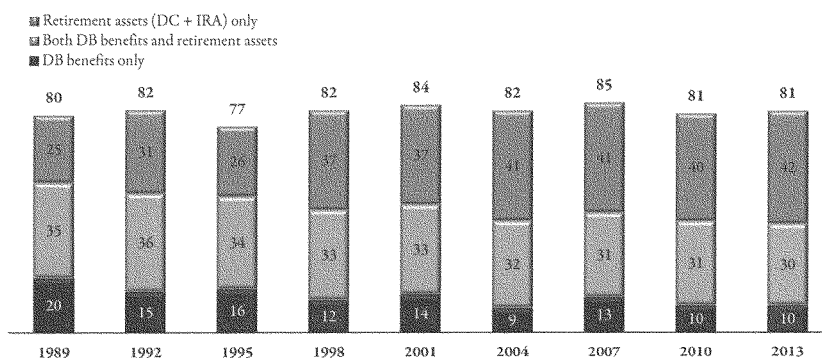 Retirement assets (DC + IRA) only
Both DB benefits and retirement assets
DB benefits only
80 82 77 82 84 82 85 81 81
25 31 26 37 37 41 41 40 42
35 36 34 33 33 32 31 31 30
20 15 16 12 14 9 13 10 10
1989 1992 1995 1998 2001 2004 2007 2010 2013